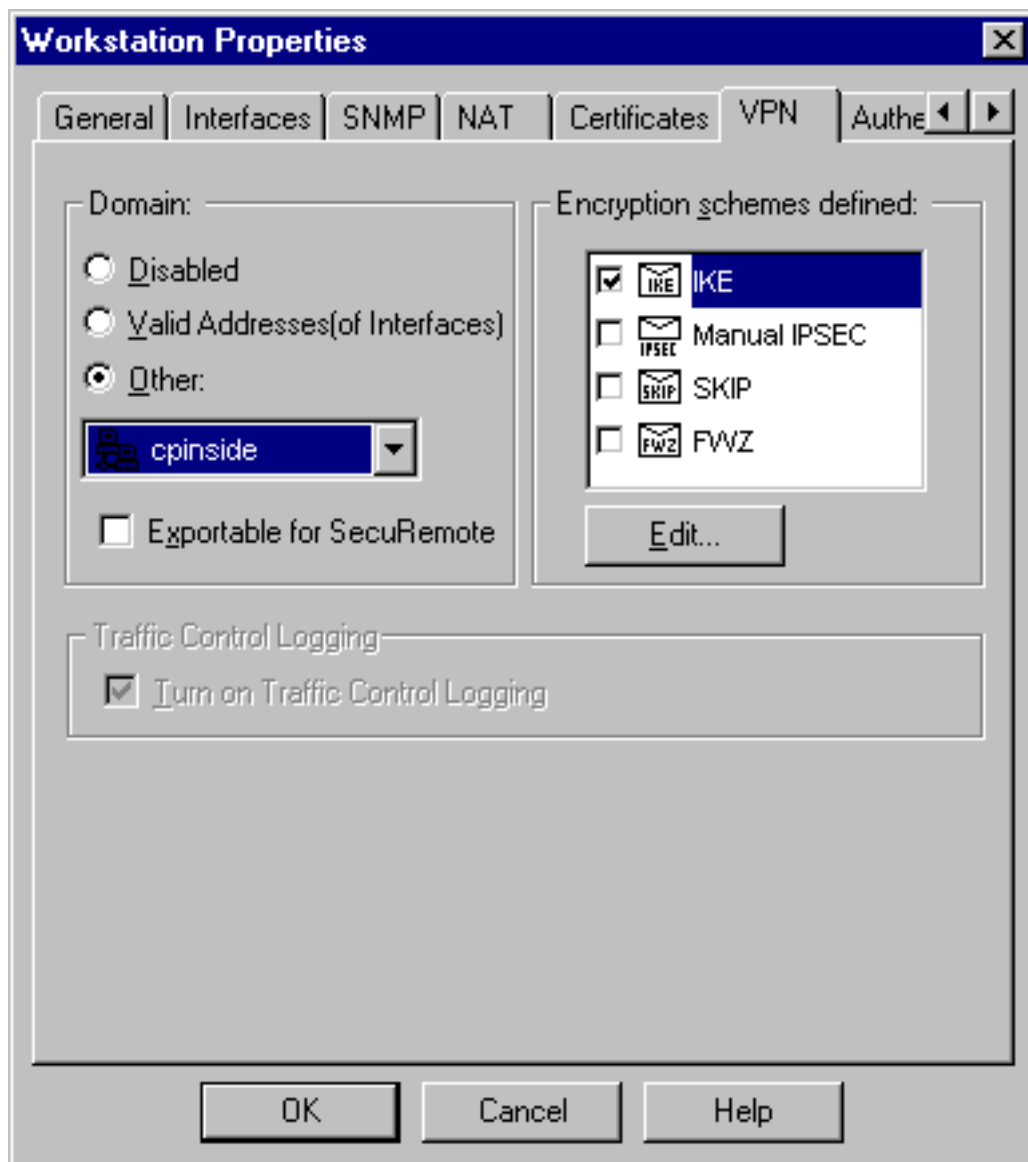 Workstation Properties
General
Interfaces
SNMP
NAT
Certificates
VPN
Authe
Domain:
Disabled
Valid Addresses(of Interfaces)
Other:
cpinside
Exportable for SecuRemote
Encryption schemes defined:
IKE IKE
IPSEC Manual IPSEC
SKIP SKIP
FWZ FWZ
Edit...
Traffic Control Logging
Turn on Traffic Control Logging
OK
Cancel
Help